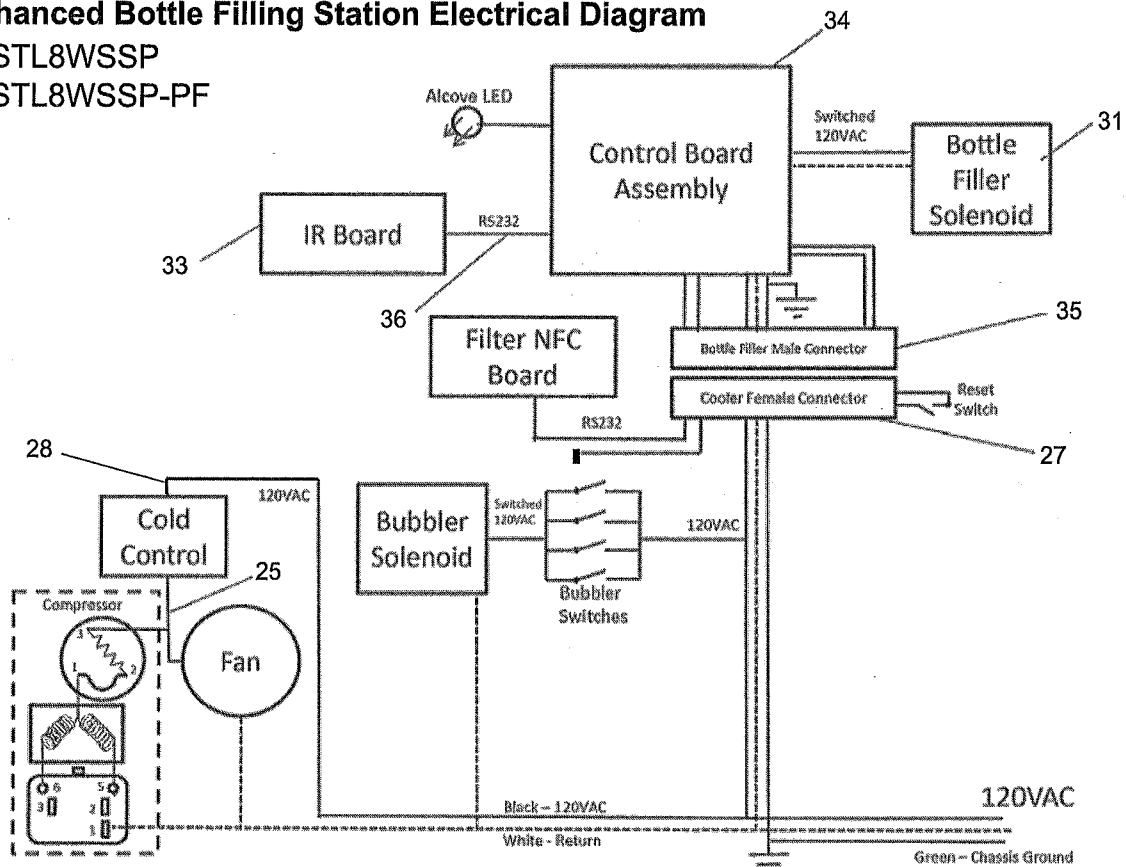 hanced Bottle Filling Station Electrical Diagram
STL8WSSP
STL8WSSP-PF
34
Alcove LED
Control Board
Assembly
Switched
120VAC
Bottle
Filler
Solenoid
31
IR Board
RS232
33
36
Filter NFC
Board
RS232
Bottle Filler Male Connector
35
Cooler Female Connector
Reset
Switch
27
28
120VAC
Cold
Control
25
Bubbler
Solenoid
Switched
120VAC
120VAC
Bubbler
Switches
Compressor
3
1
2
Fan
6
5
3
2
1
Black – 120VAC
120VAC
White - Return
Green – Chassis Ground